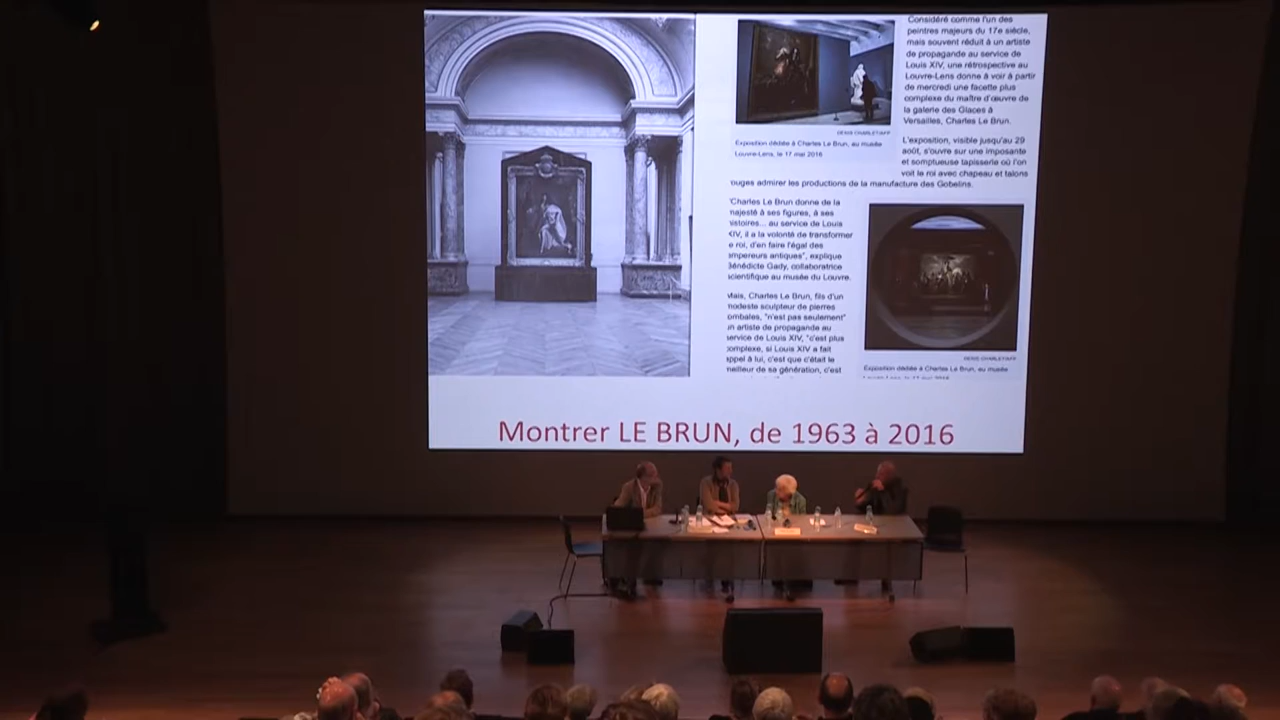 Considéré comme l'un des
peintres majeurs du 17e siècle,
mais souvent réduit à un artiste
de propagande au service de
Louis XIV, une rétrospective au
Louvre-Lens donne à voir à partir
de mercredi une facette plus
complexe du maître d'œuvre de
la galerie des Glaces à
Versailles, Charles Le Brun.
DENIS CHARLET/AFP
Exposition dédiée à Charles Le Brun, au musée
Louvre-Lens, le 17 mai 2016
L'exposition, visible jusqu'au 29
août, s'ouvre sur une imposante
et somptueuse tapisserie où l'on
voit le roi avec chapeau et talons
ouges admirer les productions de la manufacture des Gobelins.
'Charles Le Brun donne de la
najesté à ses figures, à ses
histoires... au service de Louis
XIV, il a la volonté de transformer
e roi, d'en faire l'égal des
empereurs antiques", explique
Bénédicte Gady, collaboratrice
scientifique au musée du Louvre.
Mais, Charles Le Brun, fils d'un
modeste sculpteur de pierres
ombales, "n'est pas seulement"
un artiste de propagande au
service de Louis XIV, "c'est plus
complexe, si Louis XIV a fait
appel à lui, c'est que c'était le
meilleur de sa génération, c'est
DENIS CHARLET/AFP
Exposition dédiée à Charles Le Brun, au musée
Montrer LE BRUN, de 1963 à 2016